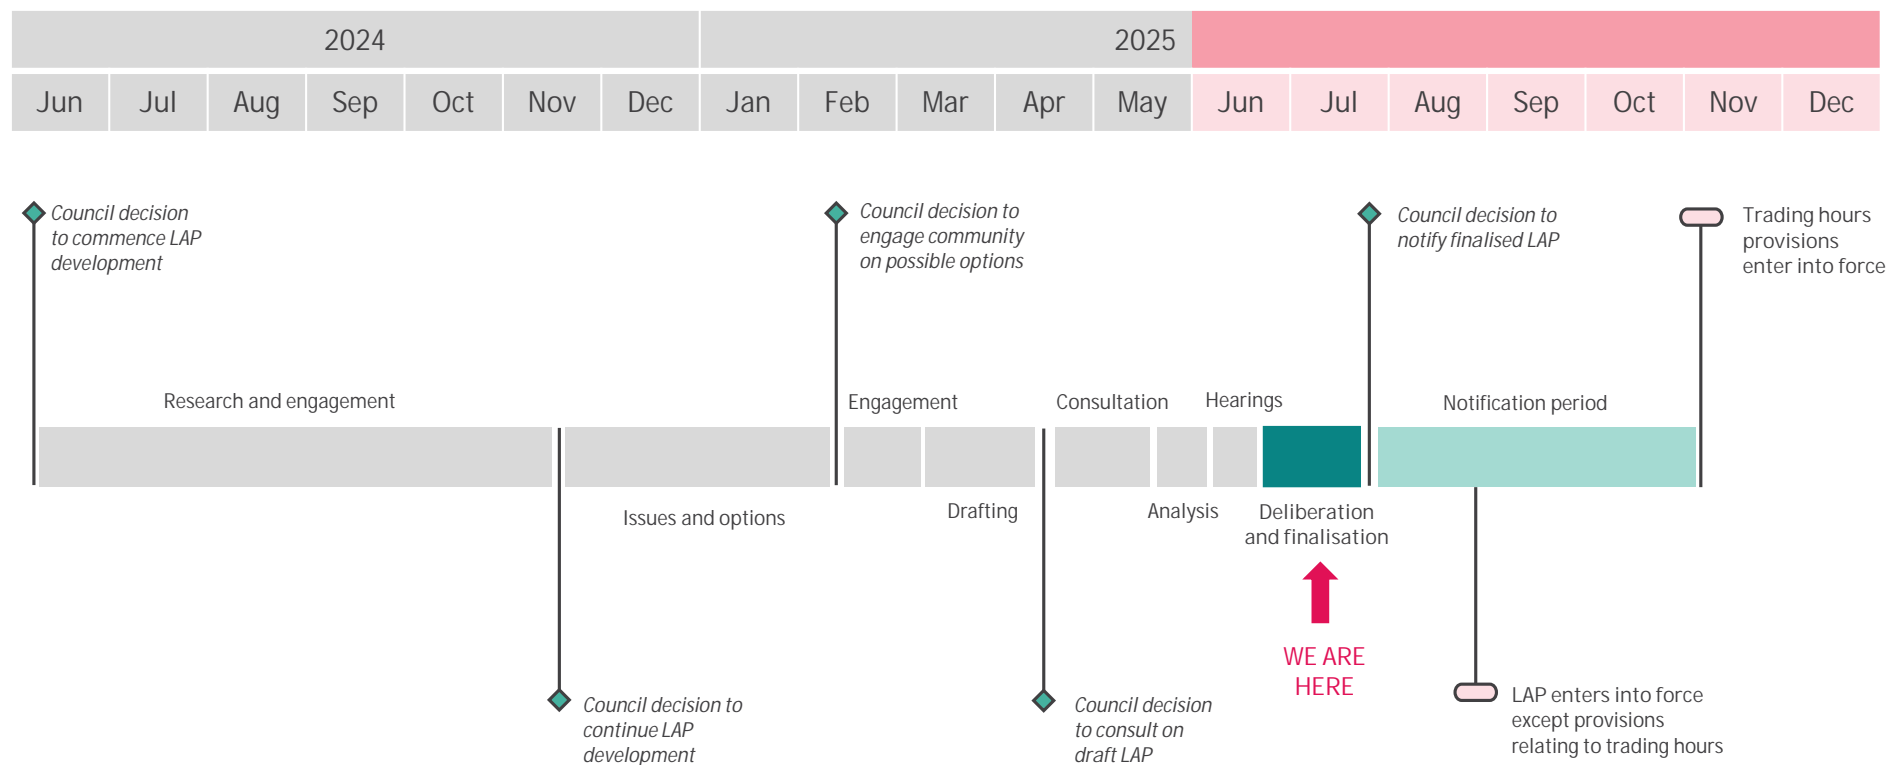 2024
2025
Jun
Jul
Aug
Sep
Oct
Nov
Dec
Jan
Feb
Mar
Apr
May
Jun
Jul
Aug
Sep
Oct
Nov
Dec
Council decision
to commence LAP
development
Council decision to
engage community
on possible options
Council decision to
notify finalised LAP
Trading hours
provisions
enter into force
Research and engagement
Engagement
Consultation
Hearings
Notification period
Issues and options
Drafting
Analysis
Deliberation
and finalisation
WE ARE
HERE
Council decision to
continue LAP
development
Council decision
to consult on
draft LAP
LAP enters into force
except provisions
relating to trading hours